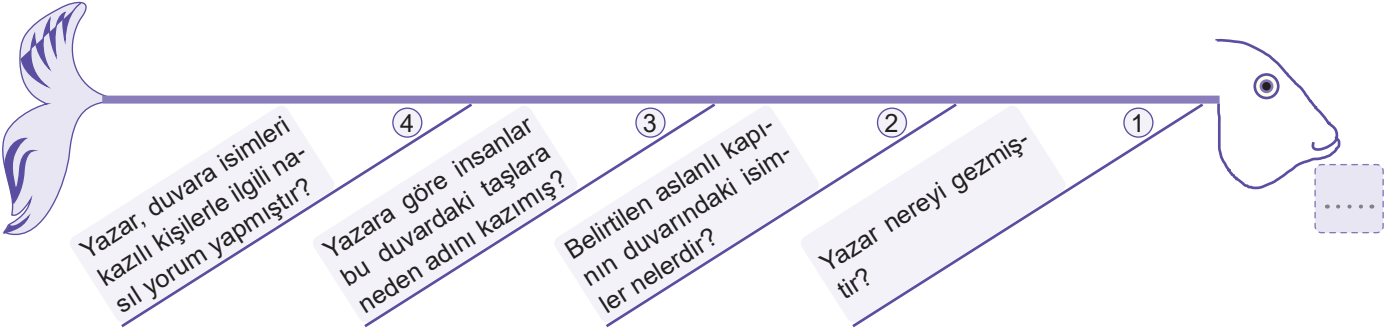 1
Yazar nereyi gezmiş-
tir?
2
Belirtilen aslanlı kapı-
nın duvarındaki isim-
ler nelerdir?
3
Yazara göre insanlar
bu duvardaki taşlara
neden adını kazımış?
4
Yazar, duvara isimleri
kazılı kişilerle ilgili na-
sıl yorum yapmıştır?
.....